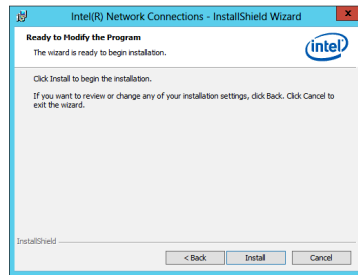 Intel(R) Network Connections - InstallShield Wizard
x
Ready to Modify the Program
The wizard is ready to begin installation.
intel
Click Install to begin the installation.
If you want to review or change any of your installation settings, click Back. Click Cancel to
exit the wizard.
InstallShield
< Back Install Cancel